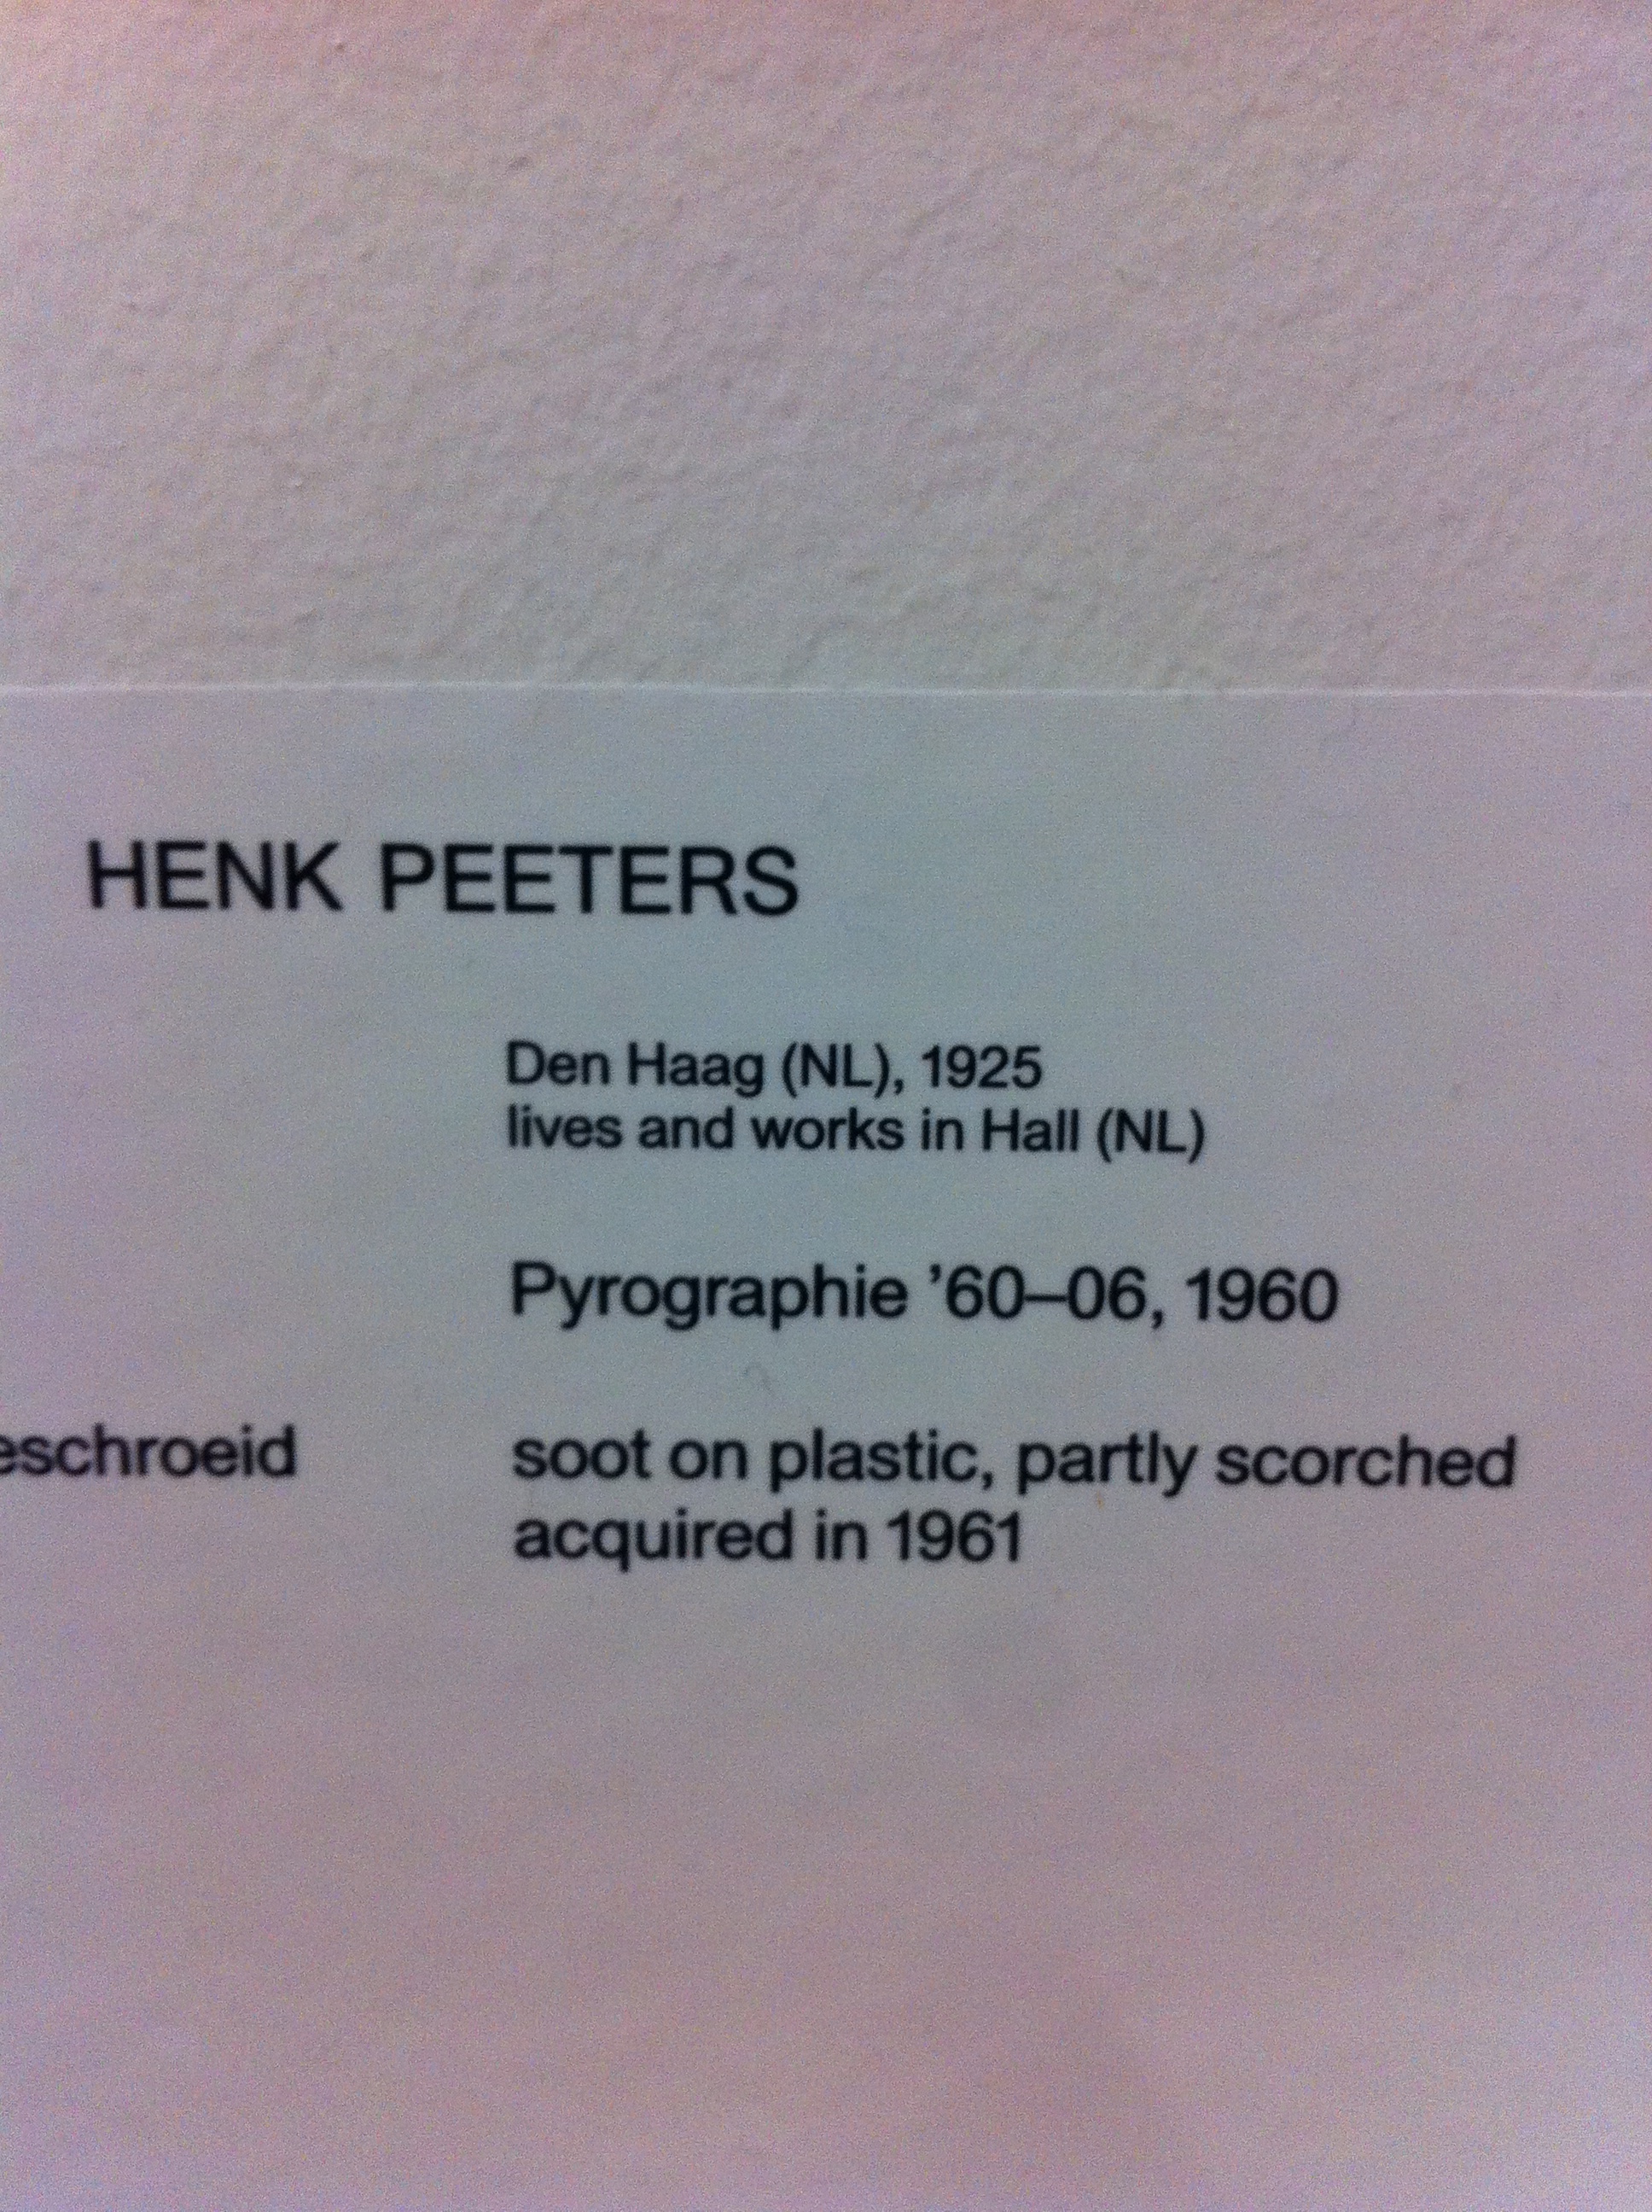 HENK PEETERS
Den Haag (NL), 1925
lives and works in Hall (NL)
Pyrographie ’60–06, 1960
eschroeid soot on plastic, partly scorched
acquired in 1961